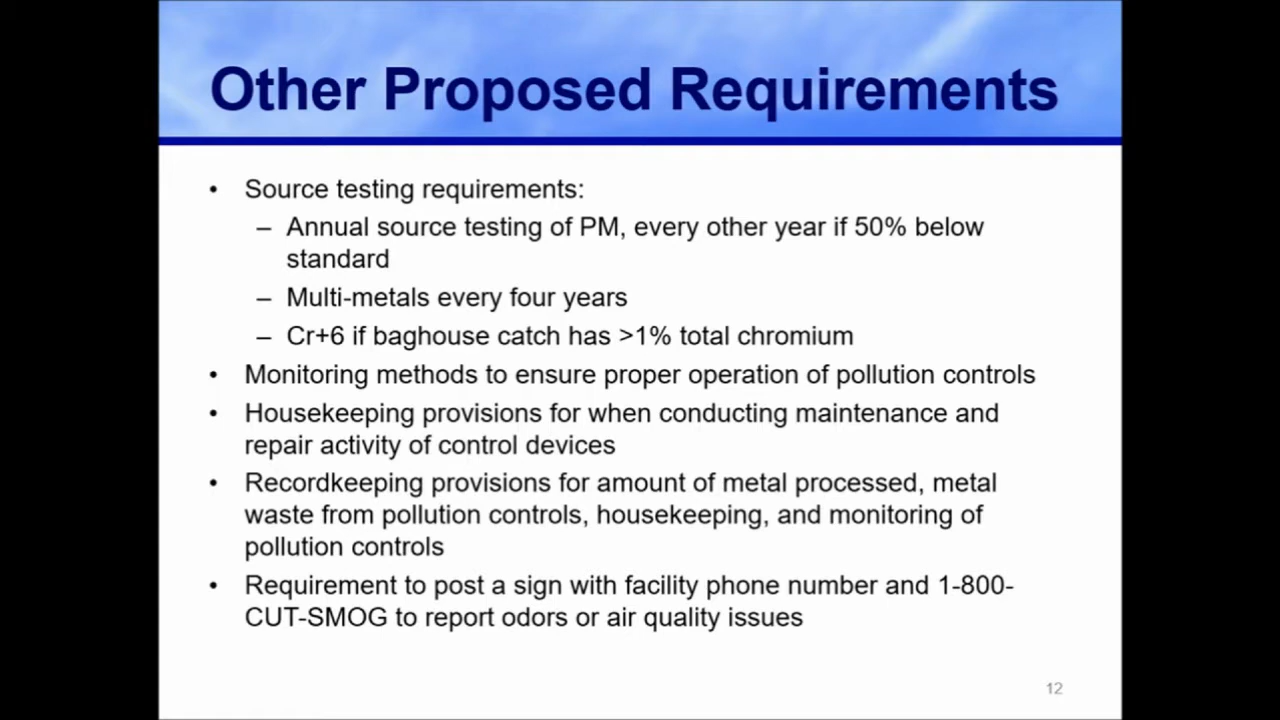 Other Proposed Requirements
• Source testing requirements:
– Annual source testing of PM, every other year if 50% below
standard
– Multi-metals every four years
– Cr+6 if baghouse catch has >1% total chromium
• Monitoring methods to ensure proper operation of pollution controls
• Housekeeping provisions for when conducting maintenance and
repair activity of control devices
• Recordkeeping provisions for amount of metal processed, metal
waste from pollution controls, housekeeping, and monitoring of
pollution controls
• Requirement to post a sign with facility phone number and 1-800-
CUT-SMOG to report odors or air quality issues
12